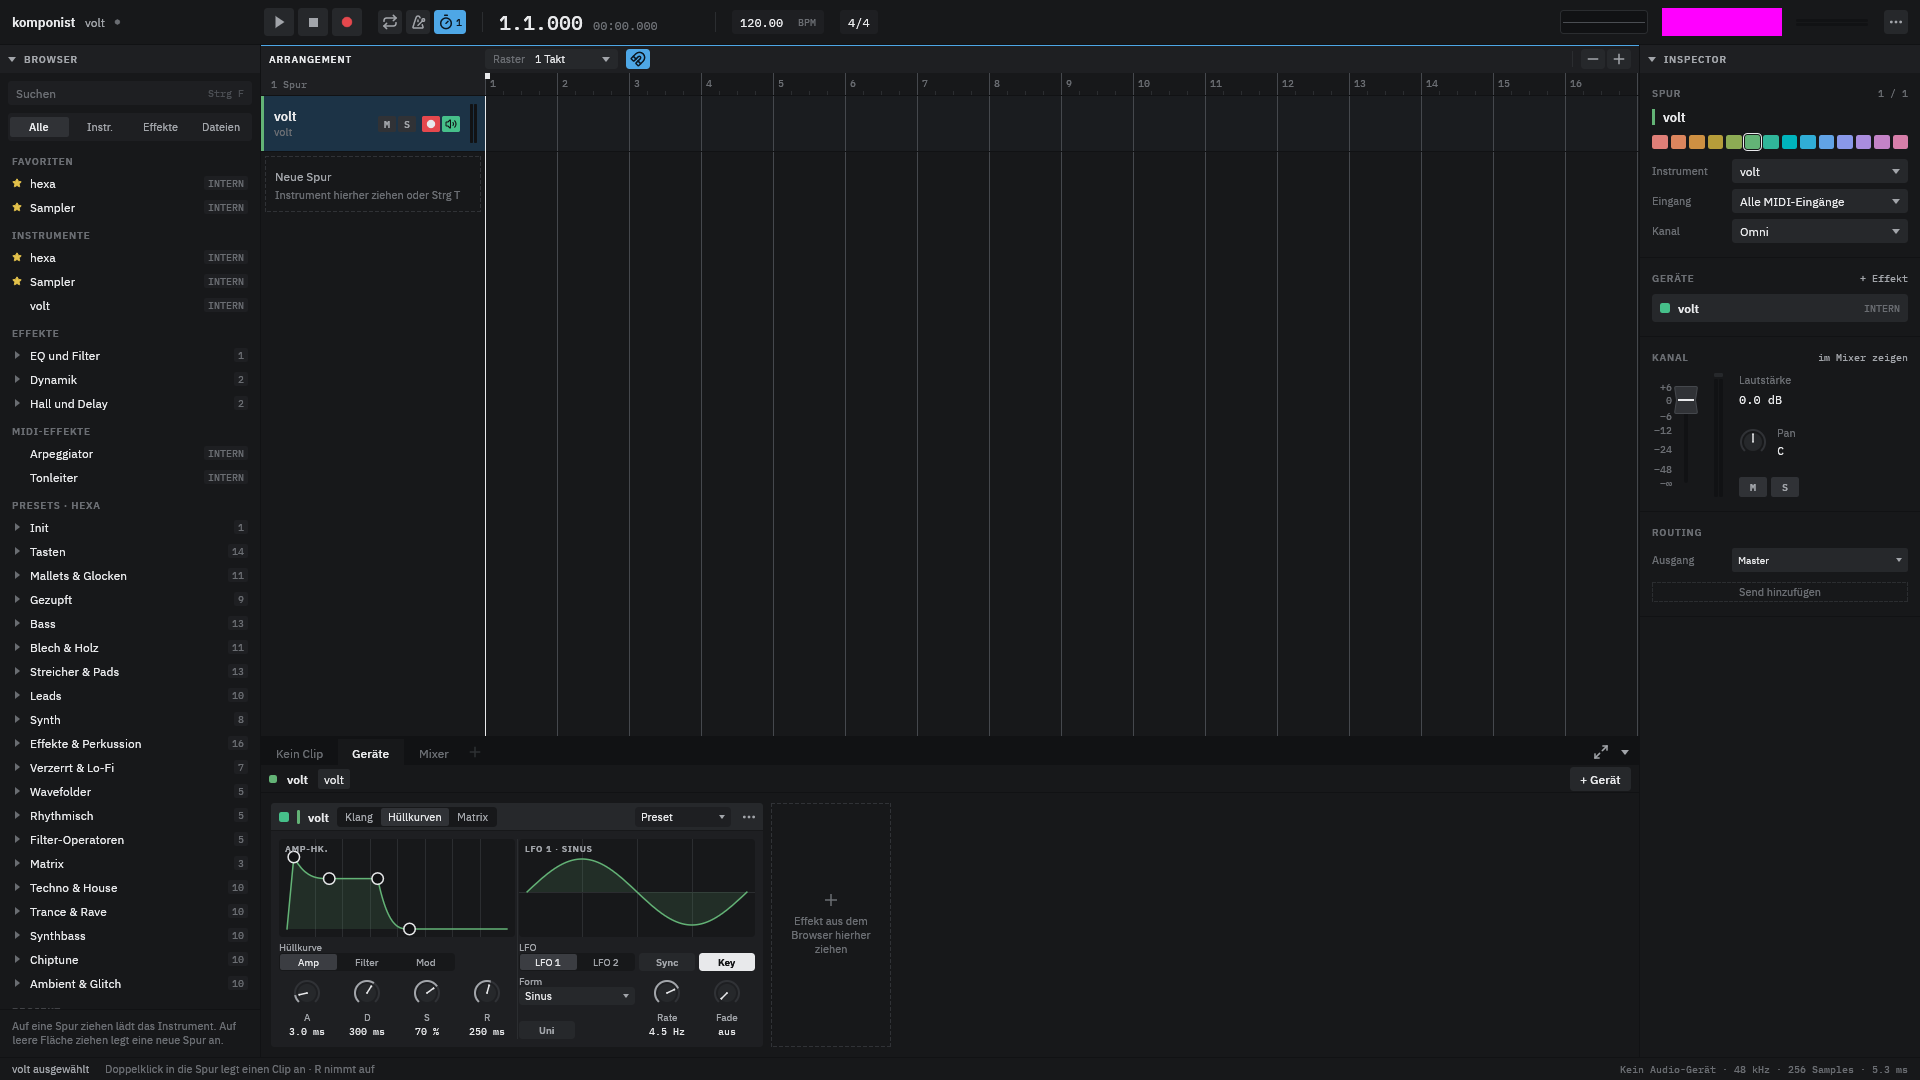 komponist volt
1
1.1.000 00:00.000
120.00 BPM
4/4
BROWSER
Suchen Strg F
Alle Instr. Effekte Dateien
FAVORITEN
hexa INTERN
Sampler INTERN
INSTRUMENTE
hexa INTERN
Sampler INTERN
volt INTERN
EFFEKTE
EQ und Filter 1
Dynamik 2
Hall und Delay 2
MIDI-EFFEKTE
Arpeggiator INTERN
Tonleiter INTERN
PRESETS · HEXA
Init 1
Tasten 14
Mallets & Glocken 11
Gezupft 9
Bass 13
Blech & Holz 11
Streicher & Pads 13
Leads 10
Synth 8
Effekte & Perkussion 16
Verzerrt & Lo-Fi 7
Wavefolder 5
Rhythmisch 5
Filter-Operatoren 5
Matrix 3
Techno & House 10
Trance & Rave 10
Synthbass 10
Chiptune 10
Ambient & Glitch 10
Auf eine Spur ziehen lädt das Instrument. Auf
leere Fläche ziehen legt eine neue Spur an.
ARRANGEMENT
Raster 1 Takt
1 Spur
1 2 3 4 5 6 7 8 9 10 11 12 13 14 15 16
volt
volt
M S
Neue Spur
Instrument hierher ziehen oder Strg T
Kein Clip Geräte Mixer
volt volt
+ Gerät
volt Klang Hüllkurven Matrix Preset
AMP-HK.
LFO 1 · SINUS
Hüllkurve
Amp Filter Mod
A D S R
3.0 ms 300 ms 70 % 250 ms
LFO
LFO 1 LFO 2 Sync Key
Form
Sinus
Uni
Rate Fade
4.5 Hz aus
Effekt aus dem
Browser hierher
ziehen
INSPECTOR
SPUR 1 / 1
volt
Instrument volt
Eingang Alle MIDI-Eingänge
Kanal Omni
GERÄTE + Effekt
volt INTERN
KANAL im Mixer zeigen
+6
0
−6
−12
−24
−48
−∞
Lautstärke
0.0 dB
Pan
C
M S
ROUTING
Ausgang Master
Send hinzufügen
volt ausgewählt Doppelklick in die Spur legt einen Clip an · R nimmt auf
Kein Audio-Gerät · 48 kHz · 256 Samples · 5.3 ms